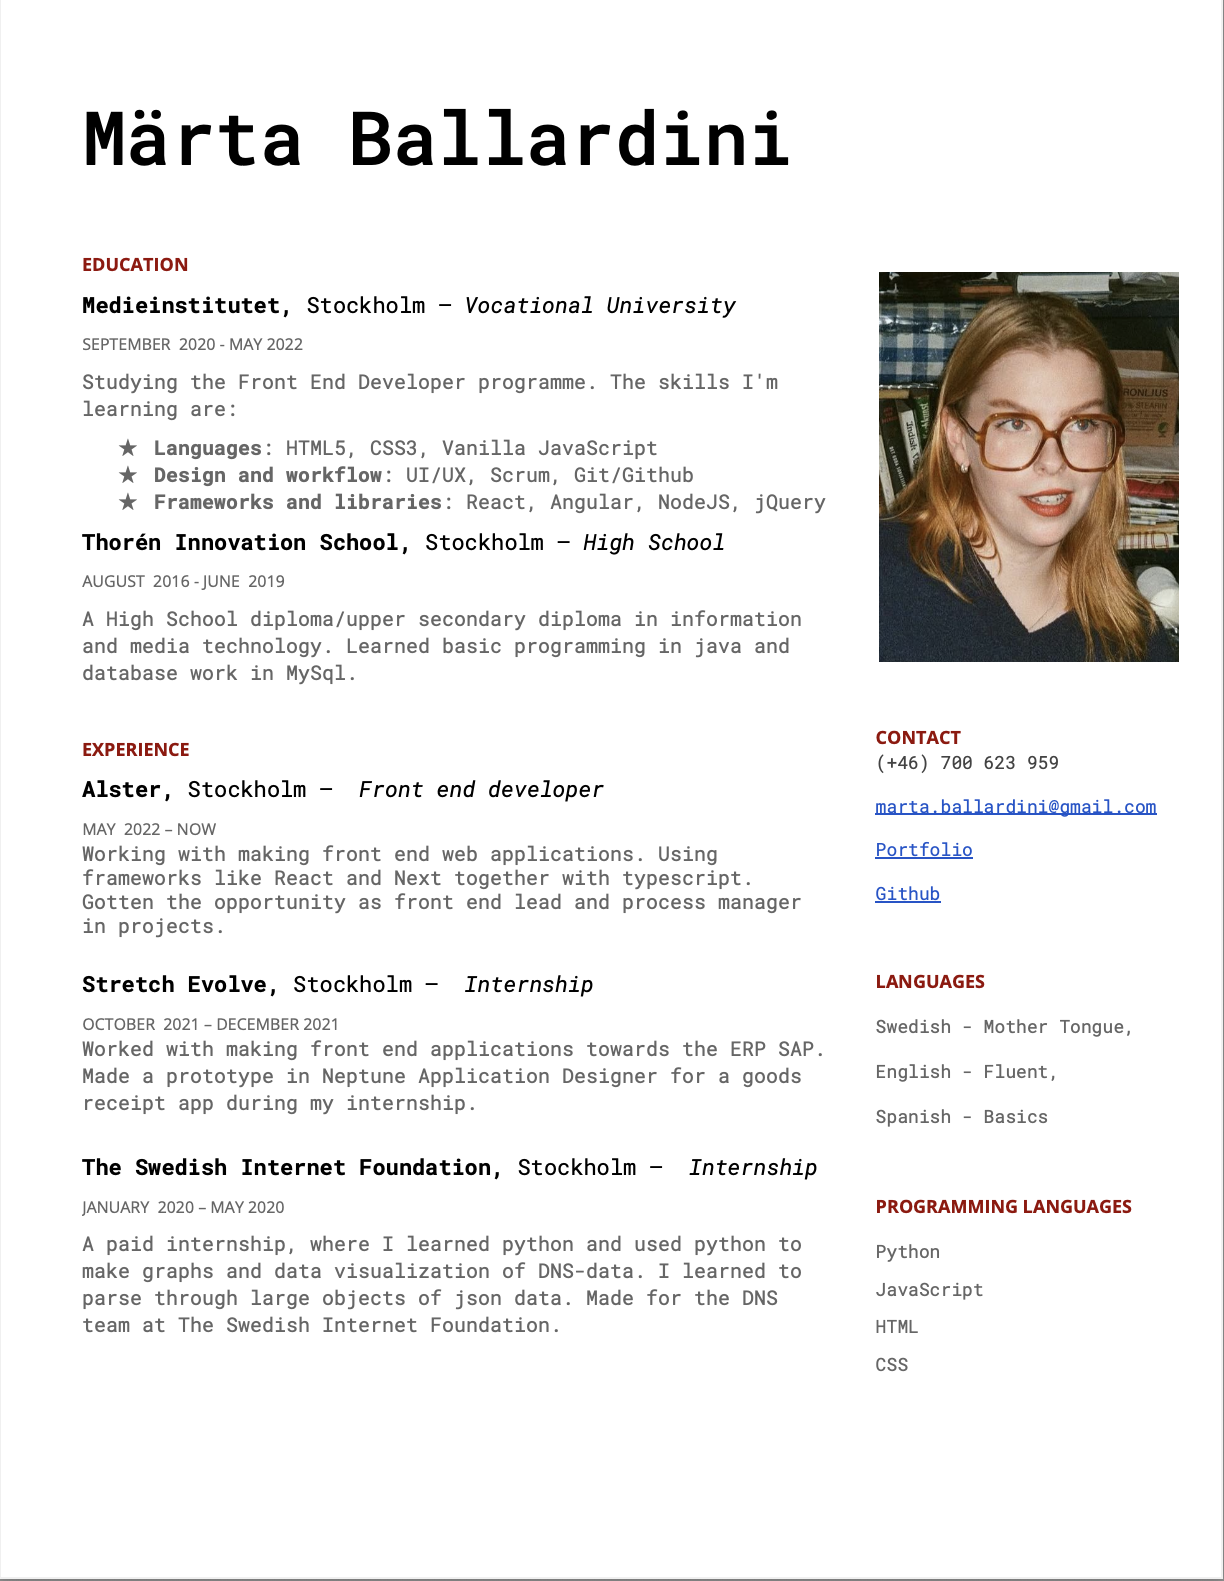 Märta Ballardini
EDUCATION
Medieinstitutet, Stockholm — Vocational University
SEPTEMBER 2020 - MAY 2022
Studying the Front End Developer programme. The skills I'm
learning are:
★ Languages: HTML5, CSS3, Vanilla JavaScript
★ Design and workflow: UI/UX, Scrum, Git/Github
★ Frameworks and libraries: React, Angular, NodeJS, jQuery
Thorén Innovation School, Stockholm — High School
AUGUST 2016 - JUNE 2019
A High School diploma/upper secondary diploma in information
and media technology. Learned basic programming in java and
database work in MySql.
EXPERIENCE
Alster, Stockholm — Front end developer
MAY 2022 – NOW
Working with making front end web applications. Using
frameworks like React and Next together with typescript.
Gotten the opportunity as front end lead and process manager
in projects.
Stretch Evolve, Stockholm — Internship
OCTOBER 2021 – DECEMBER 2021
Worked with making front end applications towards the ERP SAP.
Made a prototype in Neptune Application Designer for a goods
receipt app during my internship.
The Swedish Internet Foundation, Stockholm — Internship
JANUARY 2020 – MAY 2020
A paid internship, where I learned python and used python to
make graphs and data visualization of DNS-data. I learned to
parse through large objects of json data. Made for the DNS
team at The Swedish Internet Foundation.
CONTACT
(+46) 700 623 959
marta.ballardini@gmail.com
Portfolio
Github
LANGUAGES
Swedish - Mother Tongue,
English - Fluent,
Spanish - Basics
PROGRAMMING LANGUAGES
Python
JavaScript
HTML
CSS